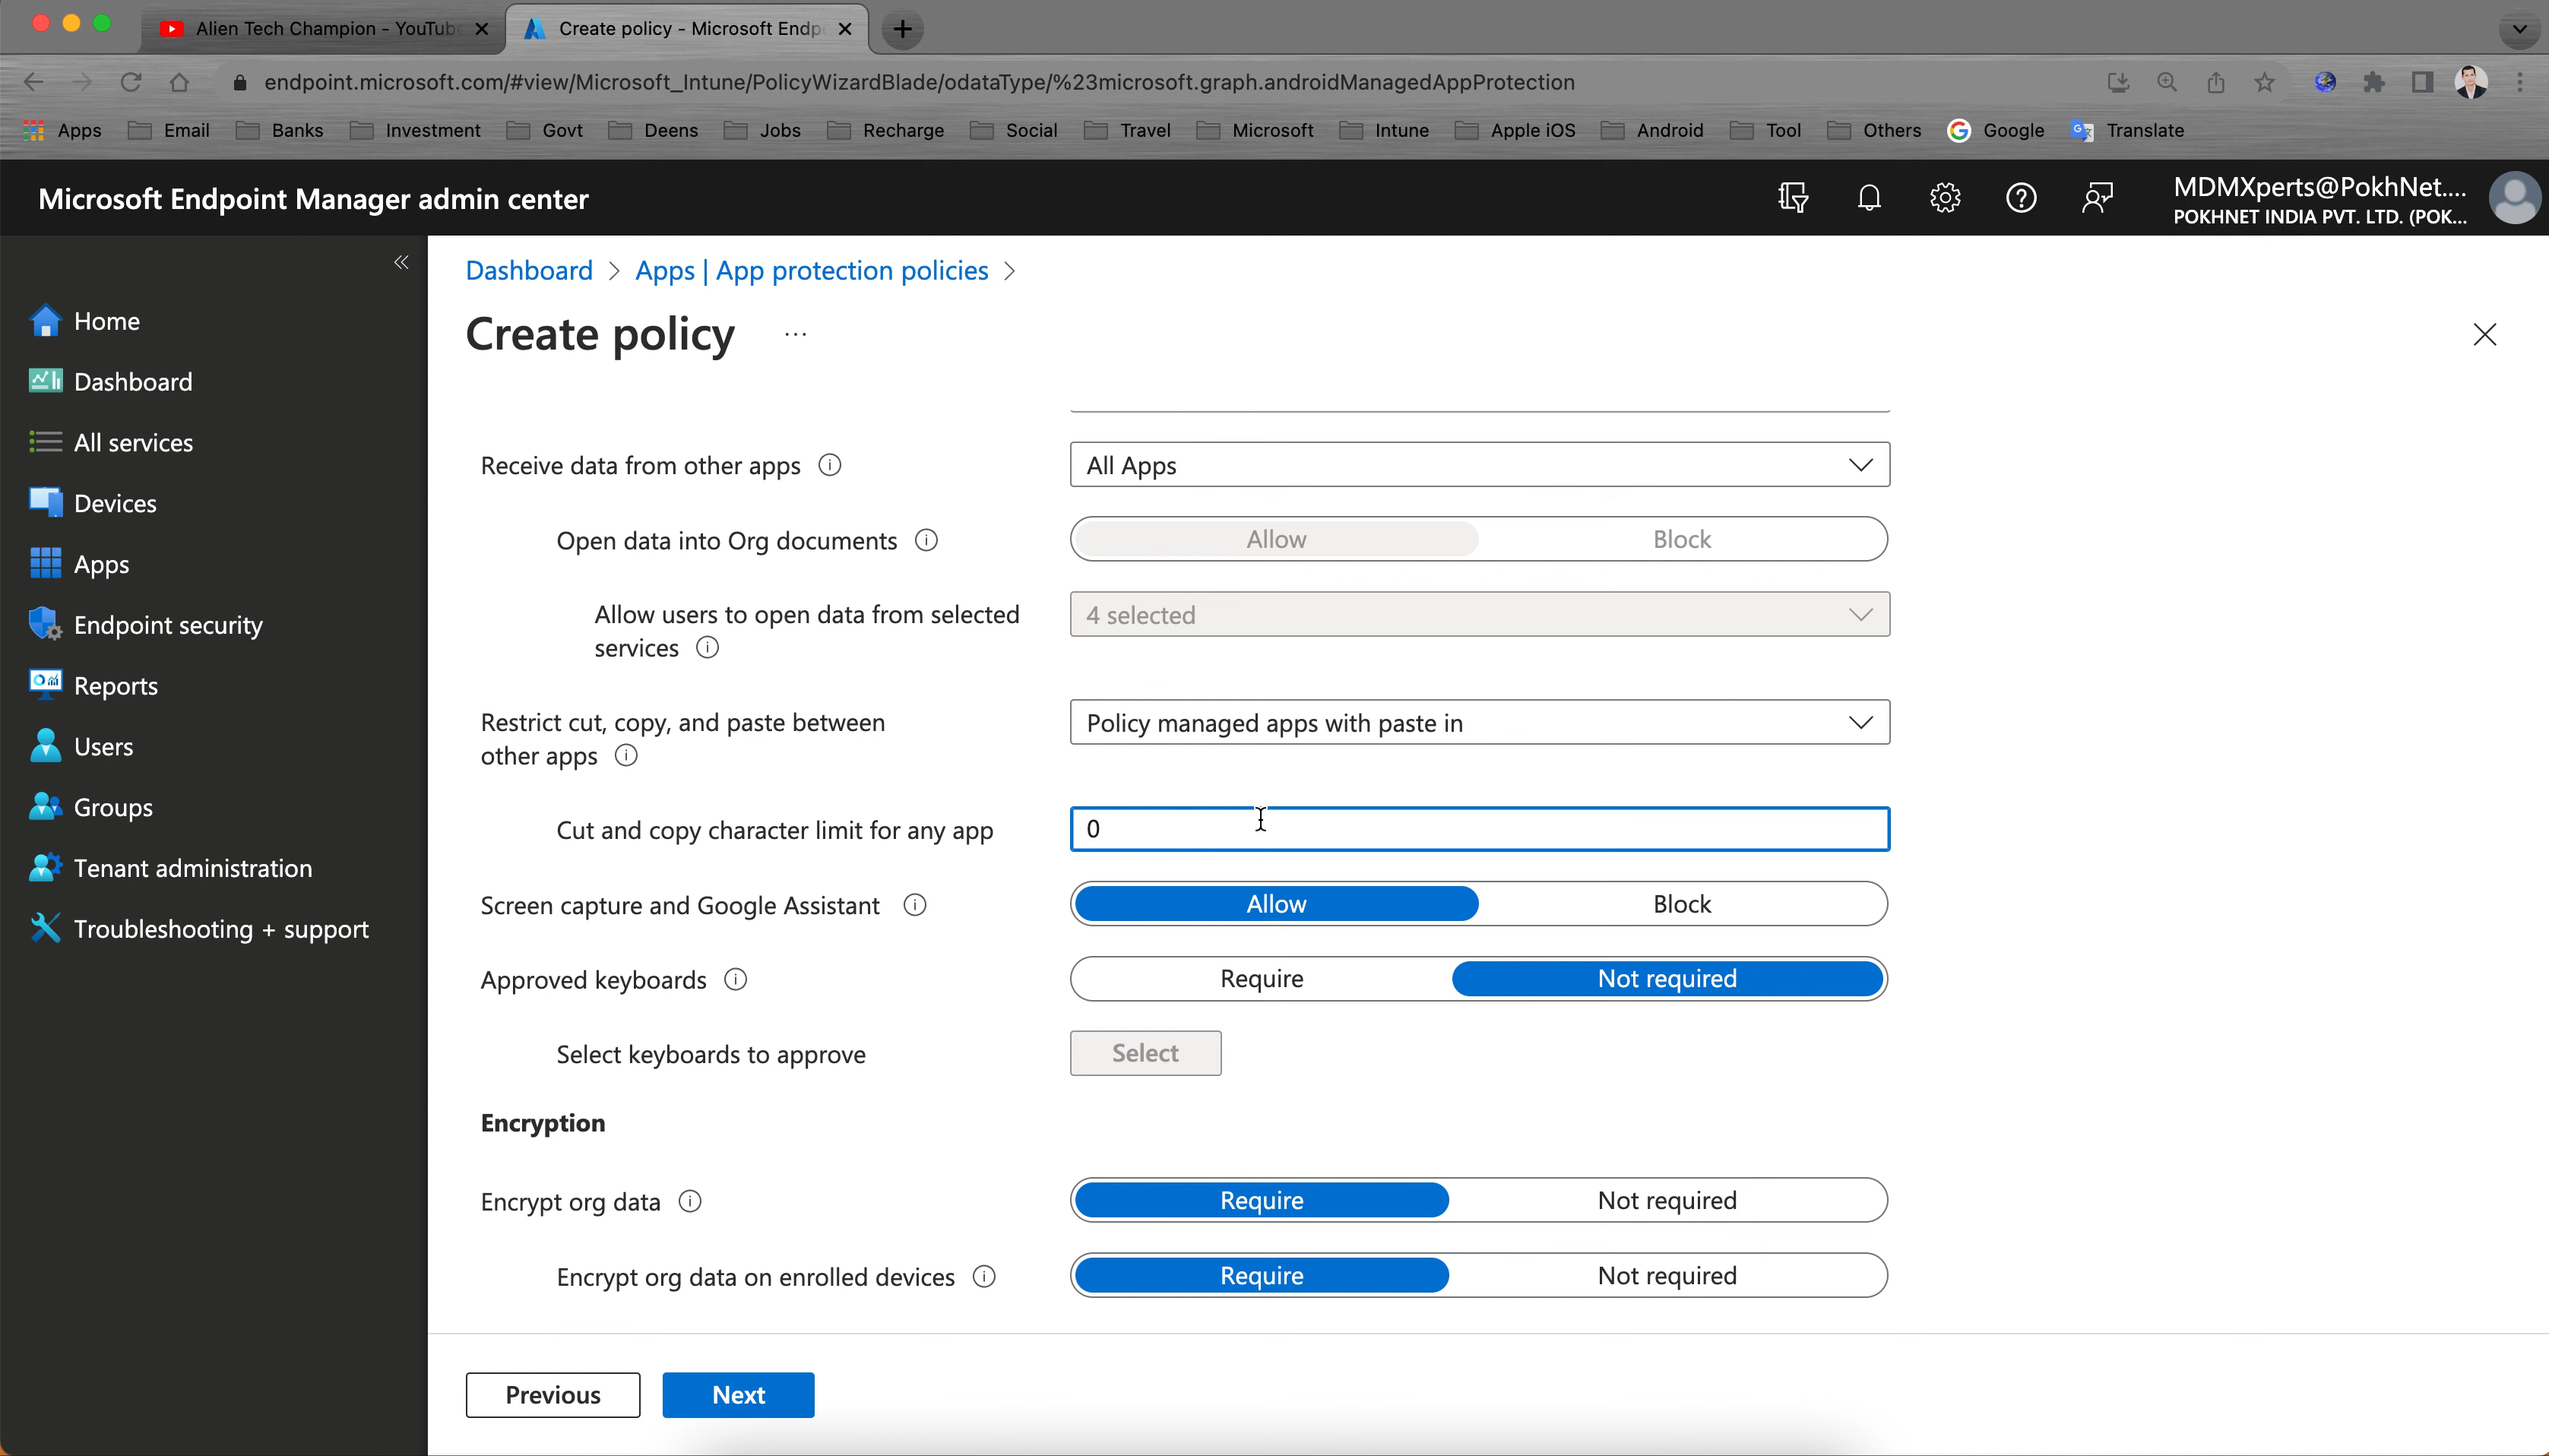 Alien Tech Champion - YouTub
Create policy - Microsoft Endp
endpoint.microsoft.com/#view/Microsoft_Intune/PolicyWizardBlade/odataType/%23microsoft.graph.androidManagedAppProtection
Apps Email Banks Investment Govt Deens Jobs Recharge Social Travel Microsoft Intune Apple iOS Android Tool Others Google Translate
Microsoft Endpoint Manager admin center
MDMXperts@PokhNet....
POKHNET INDIA PVT. LTD. (POK...
Home
Dashboard
All services
Devices
Apps
Endpoint security
Reports
Users
Groups
Tenant administration
Troubleshooting + support
Dashboard > Apps | App protection policies >
Create policy ...
Receive data from other apps
All Apps
Open data into Org documents
Allow Block
Allow users to open data from selected
services
4 selected
Restrict cut, copy, and paste between
other apps
Policy managed apps with paste in
Cut and copy character limit for any app
0
Screen capture and Google Assistant
Allow Block
Approved keyboards
Require Not required
Select keyboards to approve
Select
Encryption
Encrypt org data
Require Not required
Encrypt org data on enrolled devices
Require Not required
Previous Next